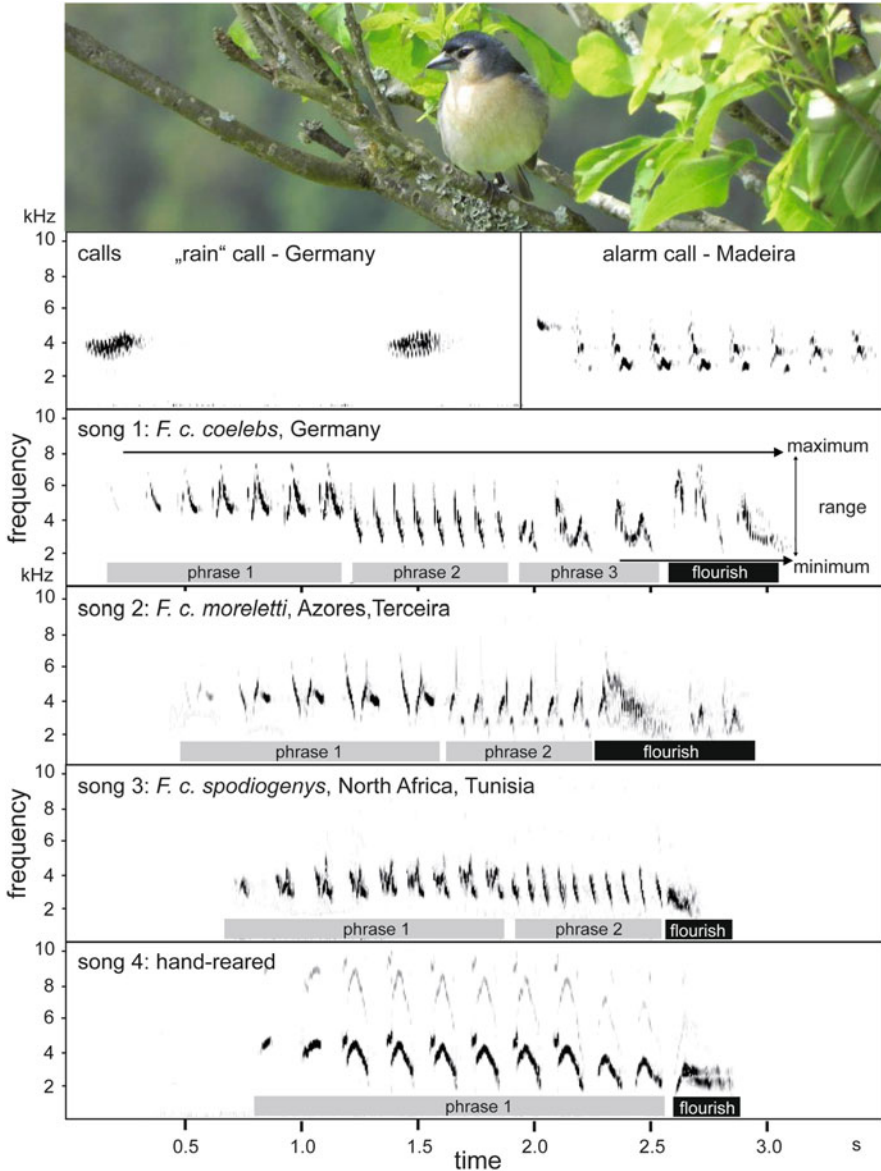 kHz
10
calls „rain“ call - Germany alarm call - Madeira
8
6
4
2
10
song 1: F. c. coelebs, Germany
maximum
8
6
range
4
2
minimum
frequency
kHz
phrase 1 phrase 2 phrase 3 flourish
10
song 2: F. c. moreletti, Azores,Terceira
8
6
4
2
phrase 1 phrase 2 flourish
10
song 3: F. c. spodiogenys, North Africa, Tunisia
8
6
4
2
frequency
phrase 1 phrase 2 flourish
10
song 4: hand-reared
8
6
4
2
phrase 1 flourish
0.5 1.0 1.5 2.0 2.5 3.0 s
time